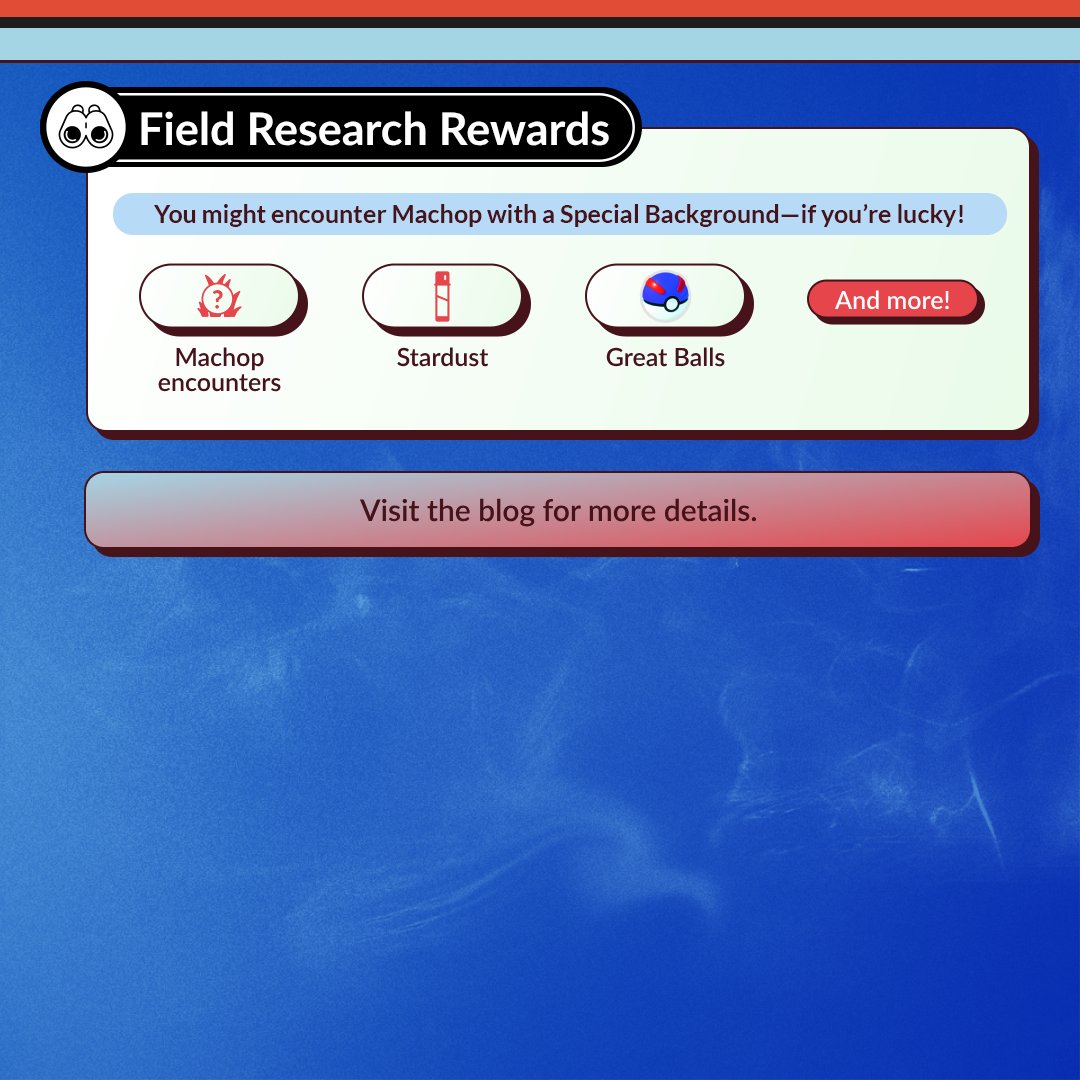 Field Research Rewards
You might encounter Machop with a Special Background—if you’re lucky!
?
And more!
Machop
encounters
Stardust
Great Balls
Visit the blog for more details.